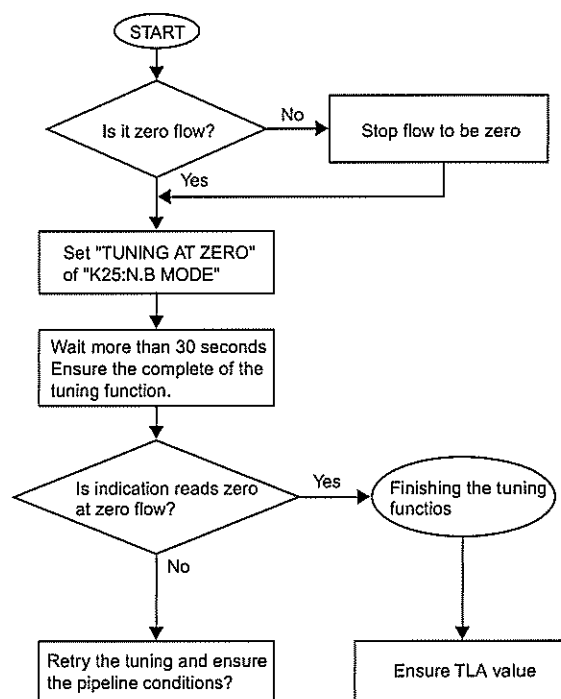 START
Is it zero flow?
No
Stop flow to be zero
Yes
Set "TUNING AT ZERO"
of "K25:N.B MODE"
Wait more than 30 seconds
Ensure the complete of the
tuning function.
Is indication reads zero
at zero flow?
Yes
Finishing the tuning
functios
No
Retry the tuning and ensure
the pipeline conditions?
Ensure TLA value